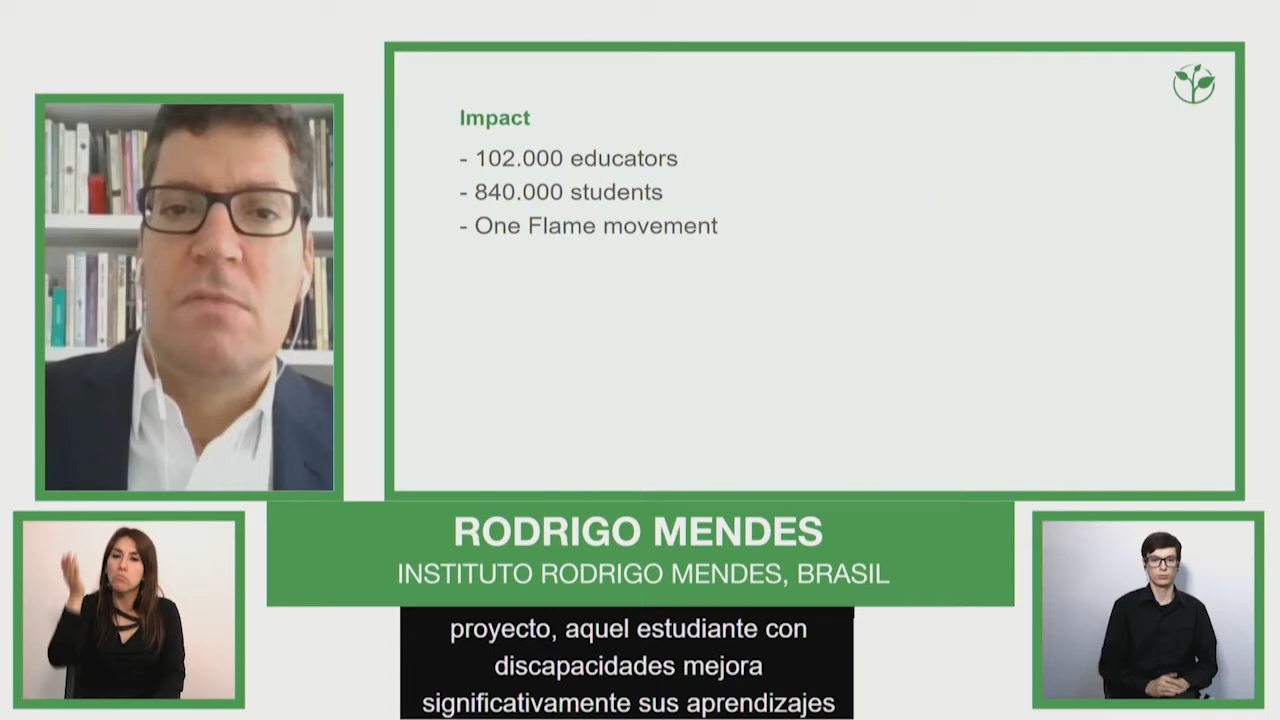 Impact
- 102.000 educators
- 840.000 students
- One Flame movement
RODRIGO MENDES
INSTITUTO RODRIGO MENDES, BRASIL
proyecto, aquel estudiante con
discapacidades mejora
significativamente sus aprendizajes